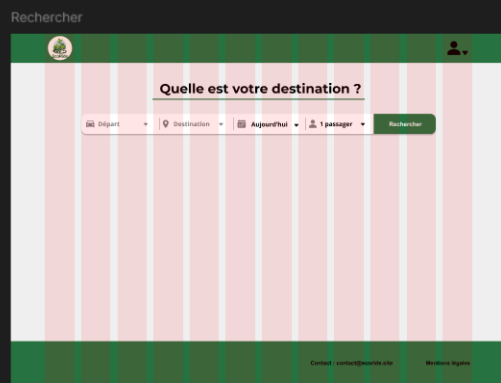 Rechercher
Quelle est votre destination ?
Départ
Destination
Aujourd'hui
1 passager
Rechercher
Contact : contact@ecoride.site
Mentions légales